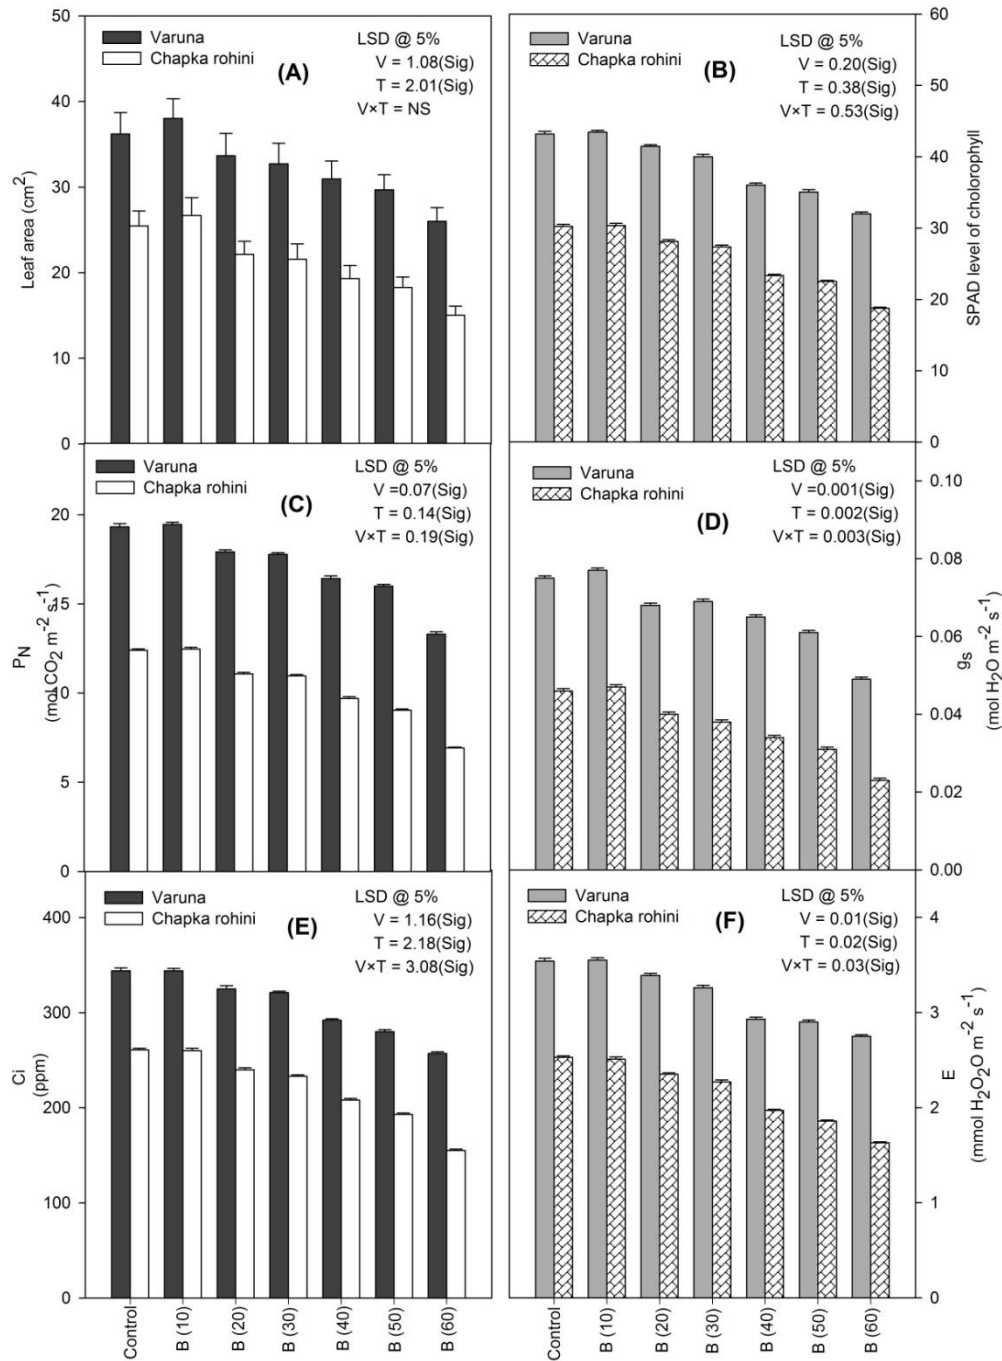 50
40
30
20
10
0
Leaf area (cm²)
Varuna
Chapka rohini
(A)
LSD @ 5%
V = 1.08(Sig)
T = 2.01(Sig)
V×T = NS
Varuna
Chapka rohini
(B)
LSD @ 5%
V = 0.20(Sig)
T = 0.38(Sig)
V×T = 0.53(Sig)
60
50
40
30
20
10
0
SPAD level of cholorophyll
20
15
10
5
0
P_N
(mol CO₂ m⁻² s⁻¹)
Varuna
Chapka rohini
(C)
LSD @ 5%
V =0.07(Sig)
T = 0.14(Sig)
V×T = 0.19(Sig)
Varuna
Chapka rohini
(D)
LSD @ 5%
V =0.001(Sig)
T = 0.002(Sig)
V×T = 0.003(Sig)
0.10
0.08
0.06
0.04
0.02
0.00
gs
(mol H₂O m⁻² s⁻¹)
400
300
200
100
0
Ci
(ppm)
Varuna
Chapka rohini
(E)
LSD @ 5%
V = 1.16(Sig)
T = 2.18(Sig)
V×T = 3.08(Sig)
Varuna
Chapka rohini
(F)
LSD @ 5%
V = 0.01(Sig)
T = 0.02(Sig)
V×T = 0.03(Sig)
4
3
2
1
0
E
(mmol H₂O₂O m⁻² s⁻¹)
Control
B (10)
B (20)
B (30)
B (40)
B (50)
B (60)
Control
B (10)
B (20)
B (30)
B (40)
B (50)
B (60)